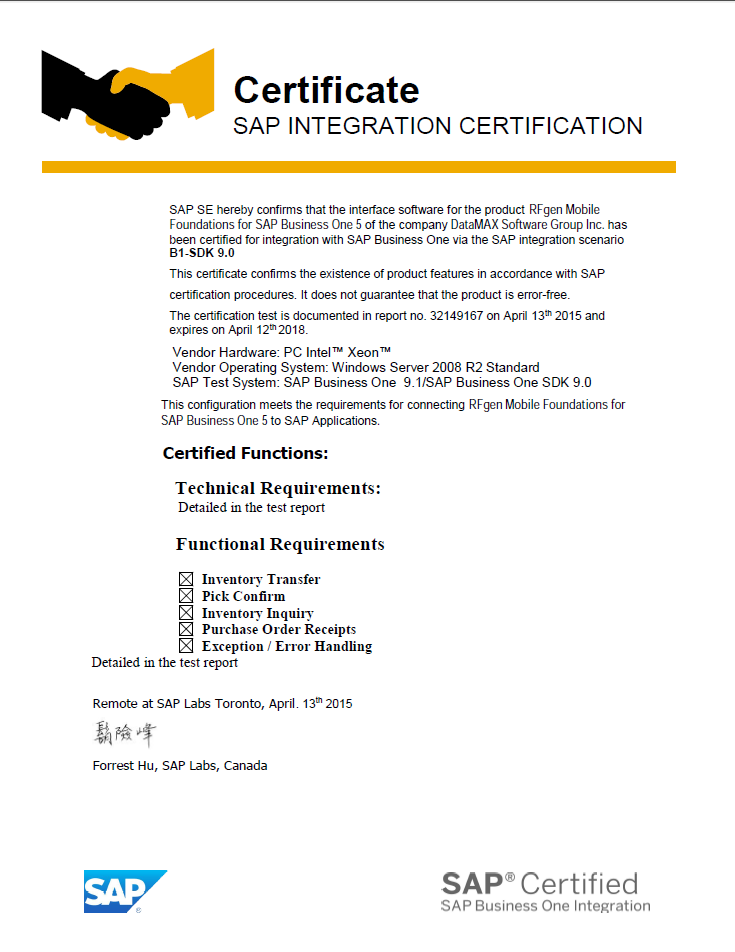 Certificate
SAP INTEGRATION CERTIFICATION
SAP SE hereby confirms that the interface software for the product RFgen Mobile
Foundations for SAP Business One 5 of the company DataMAX Software Group Inc. has
been certified for integration with SAP Business One via the SAP integration scenario
B1-SDK 9.0
This certificate confirms the existence of product features in accordance with SAP
certification procedures. It does not guarantee that the product is error-free.
The certification test is documented in report no. 32149167 on April 13th 2015 and
expires on April 12th 2018.
Vendor Hardware: PC Intel™ Xeon™
Vendor Operating System: Windows Server 2008 R2 Standard
SAP Test System: SAP Business One 9.1/SAP Business One SDK 9.0
This configuration meets the requirements for connecting RFgen Mobile Foundations for
SAP Business One 5 to SAP Applications.
Certified Functions:
Technical Requirements:
Detailed in the test report
Functional Requirements
☒ Inventory Transfer
☒ Pick Confirm
☒ Inventory Inquiry
☒ Purchase Order Receipts
☒ Exception / Error Handling
Detailed in the test report
Remote at SAP Labs Toronto, April. 13th 2015
Forrest Hu, SAP Labs, Canada
SAP®
SAP® Certified
SAP Business One Integration